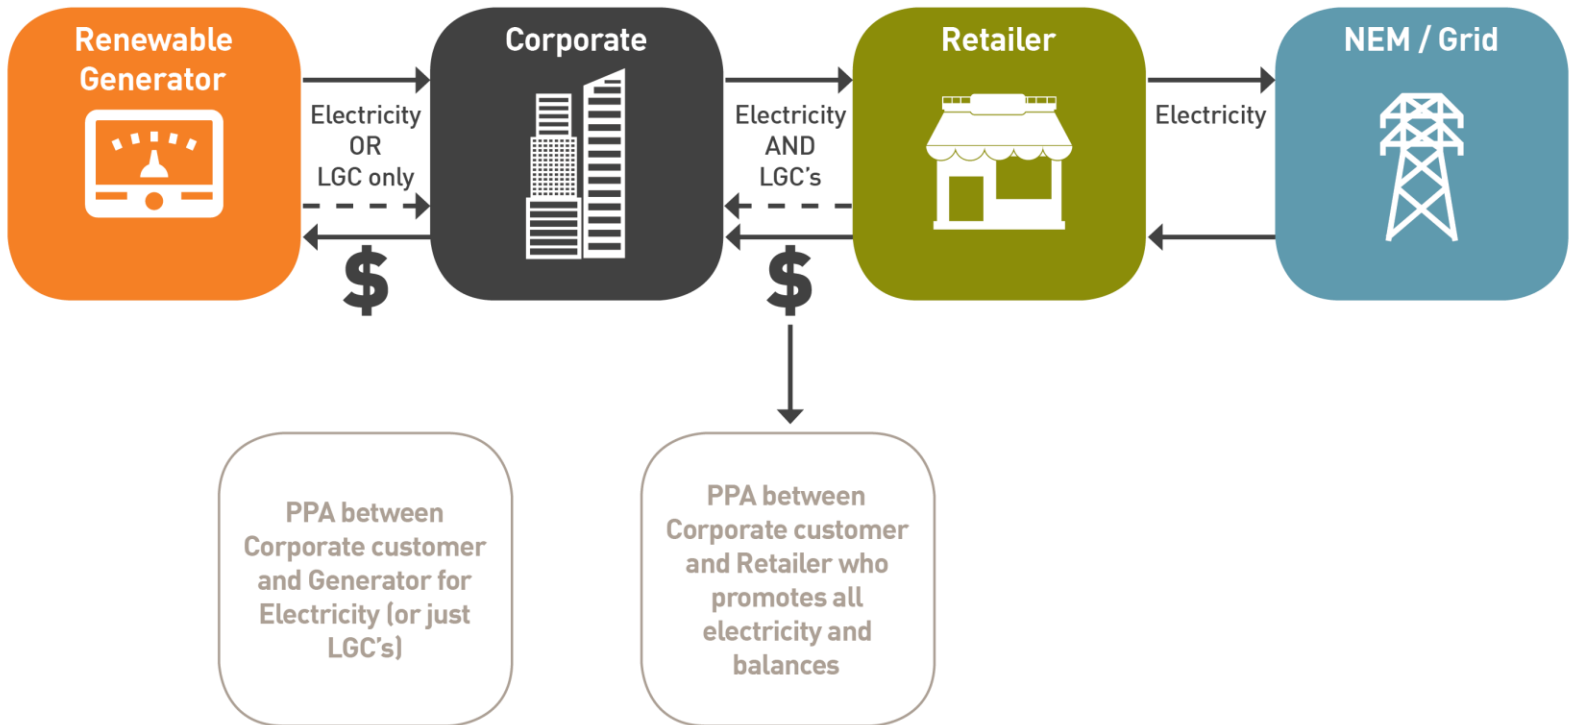 Renewable
Generator
Corporate
Retailer
NEM / Grid
Electricity
OR
LGC only
Electricity
AND
LGC's
Electricity
$
$
PPA between
Corporate customer
and Generator for
Electricity (or just
LGC's)
PPA between
Corporate customer
and Retailer who
promotes all
electricity and
balances